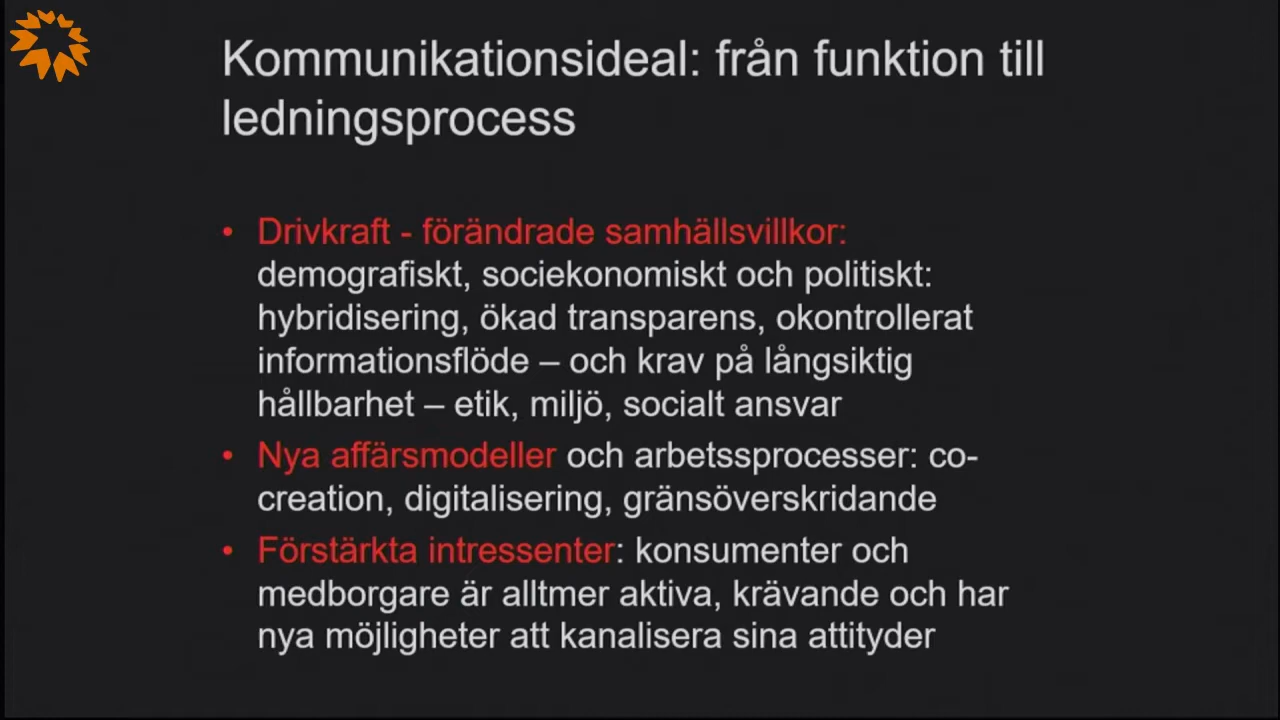 Kommunikationsideal: från funktion till
ledningsprocess
• Drivkraft - förändrade samhällsvillkor:
demografiskt, sociekonomiskt och politiskt:
hybridisering, ökad transparens, okontrollerat
informationsflöde – och krav på långsiktig
hållbarhet – etik, miljö, socialt ansvar
• Nya affärsmodeller och arbetssprocesser: co-
creation, digitalisering, gränsöverskridande
• Förstärkta intressenter: konsumenter och
medborgare är alltmer aktiva, krävande och har
nya möjligheter att kanalisera sina attityder